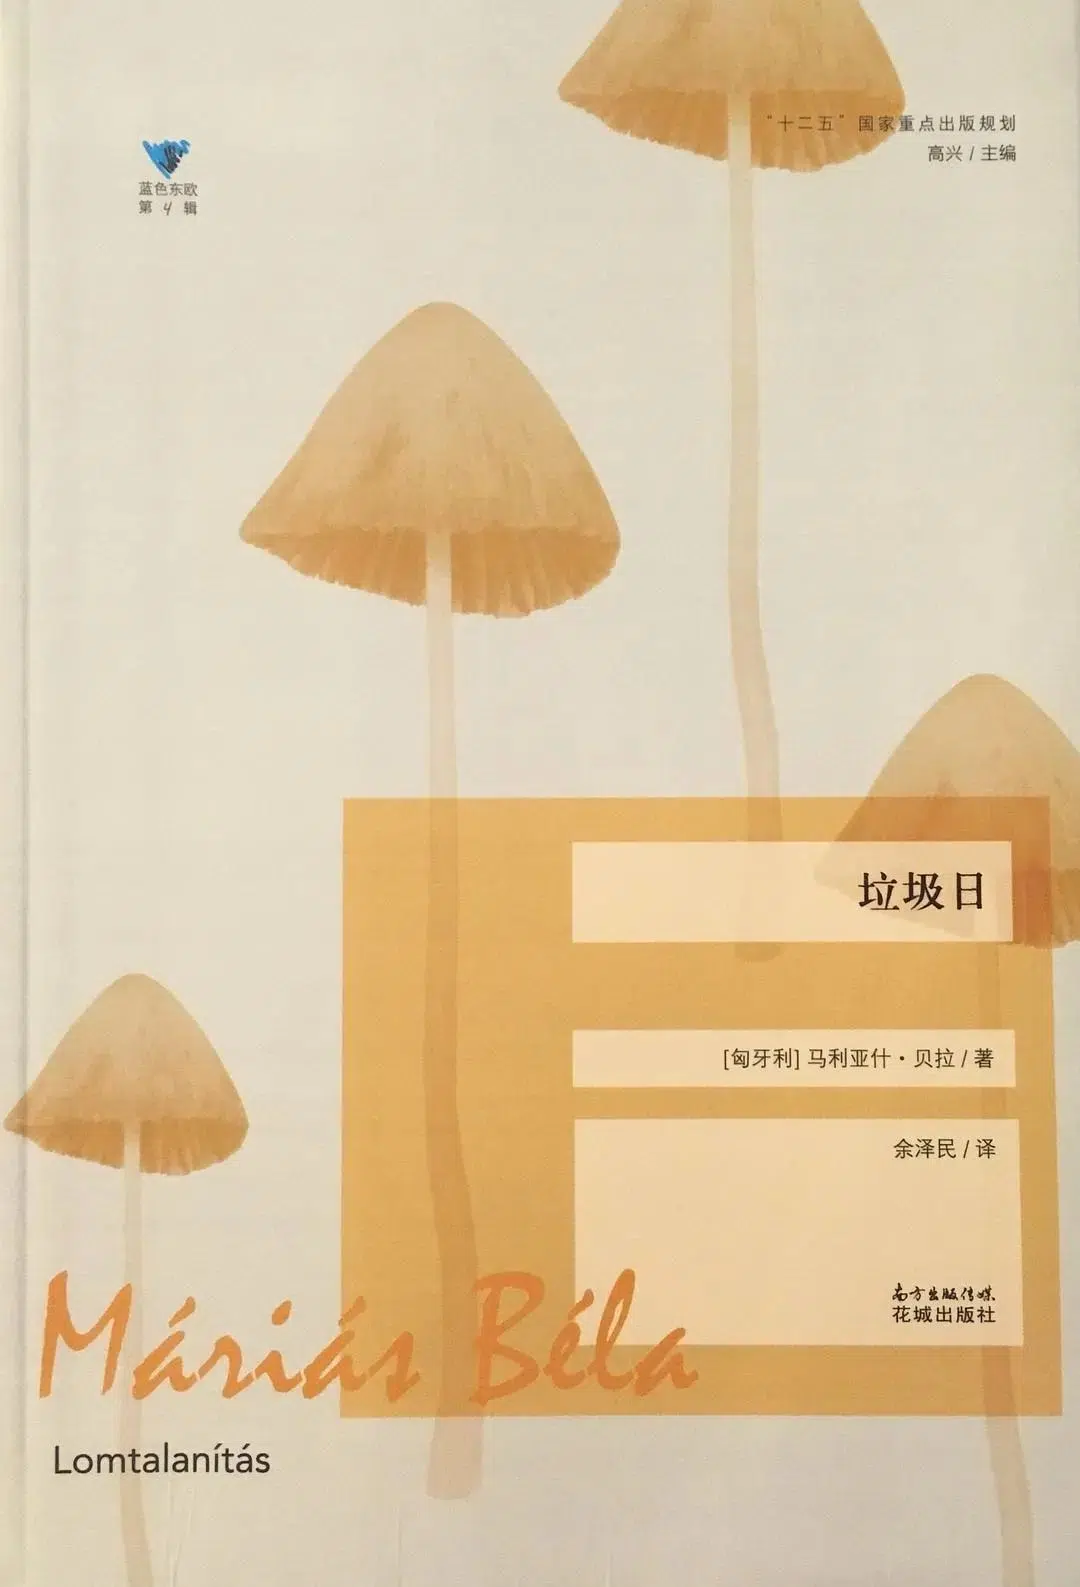 “十二五”国家重点出版规划
高兴 / 主编
蓝色东欧
第 4 辑
垃圾日
[匈牙利] 马利亚什·贝拉 / 著
余泽民 / 译
南方出版传媒
花城出版社
Máriás Béla
Lomtalanítás